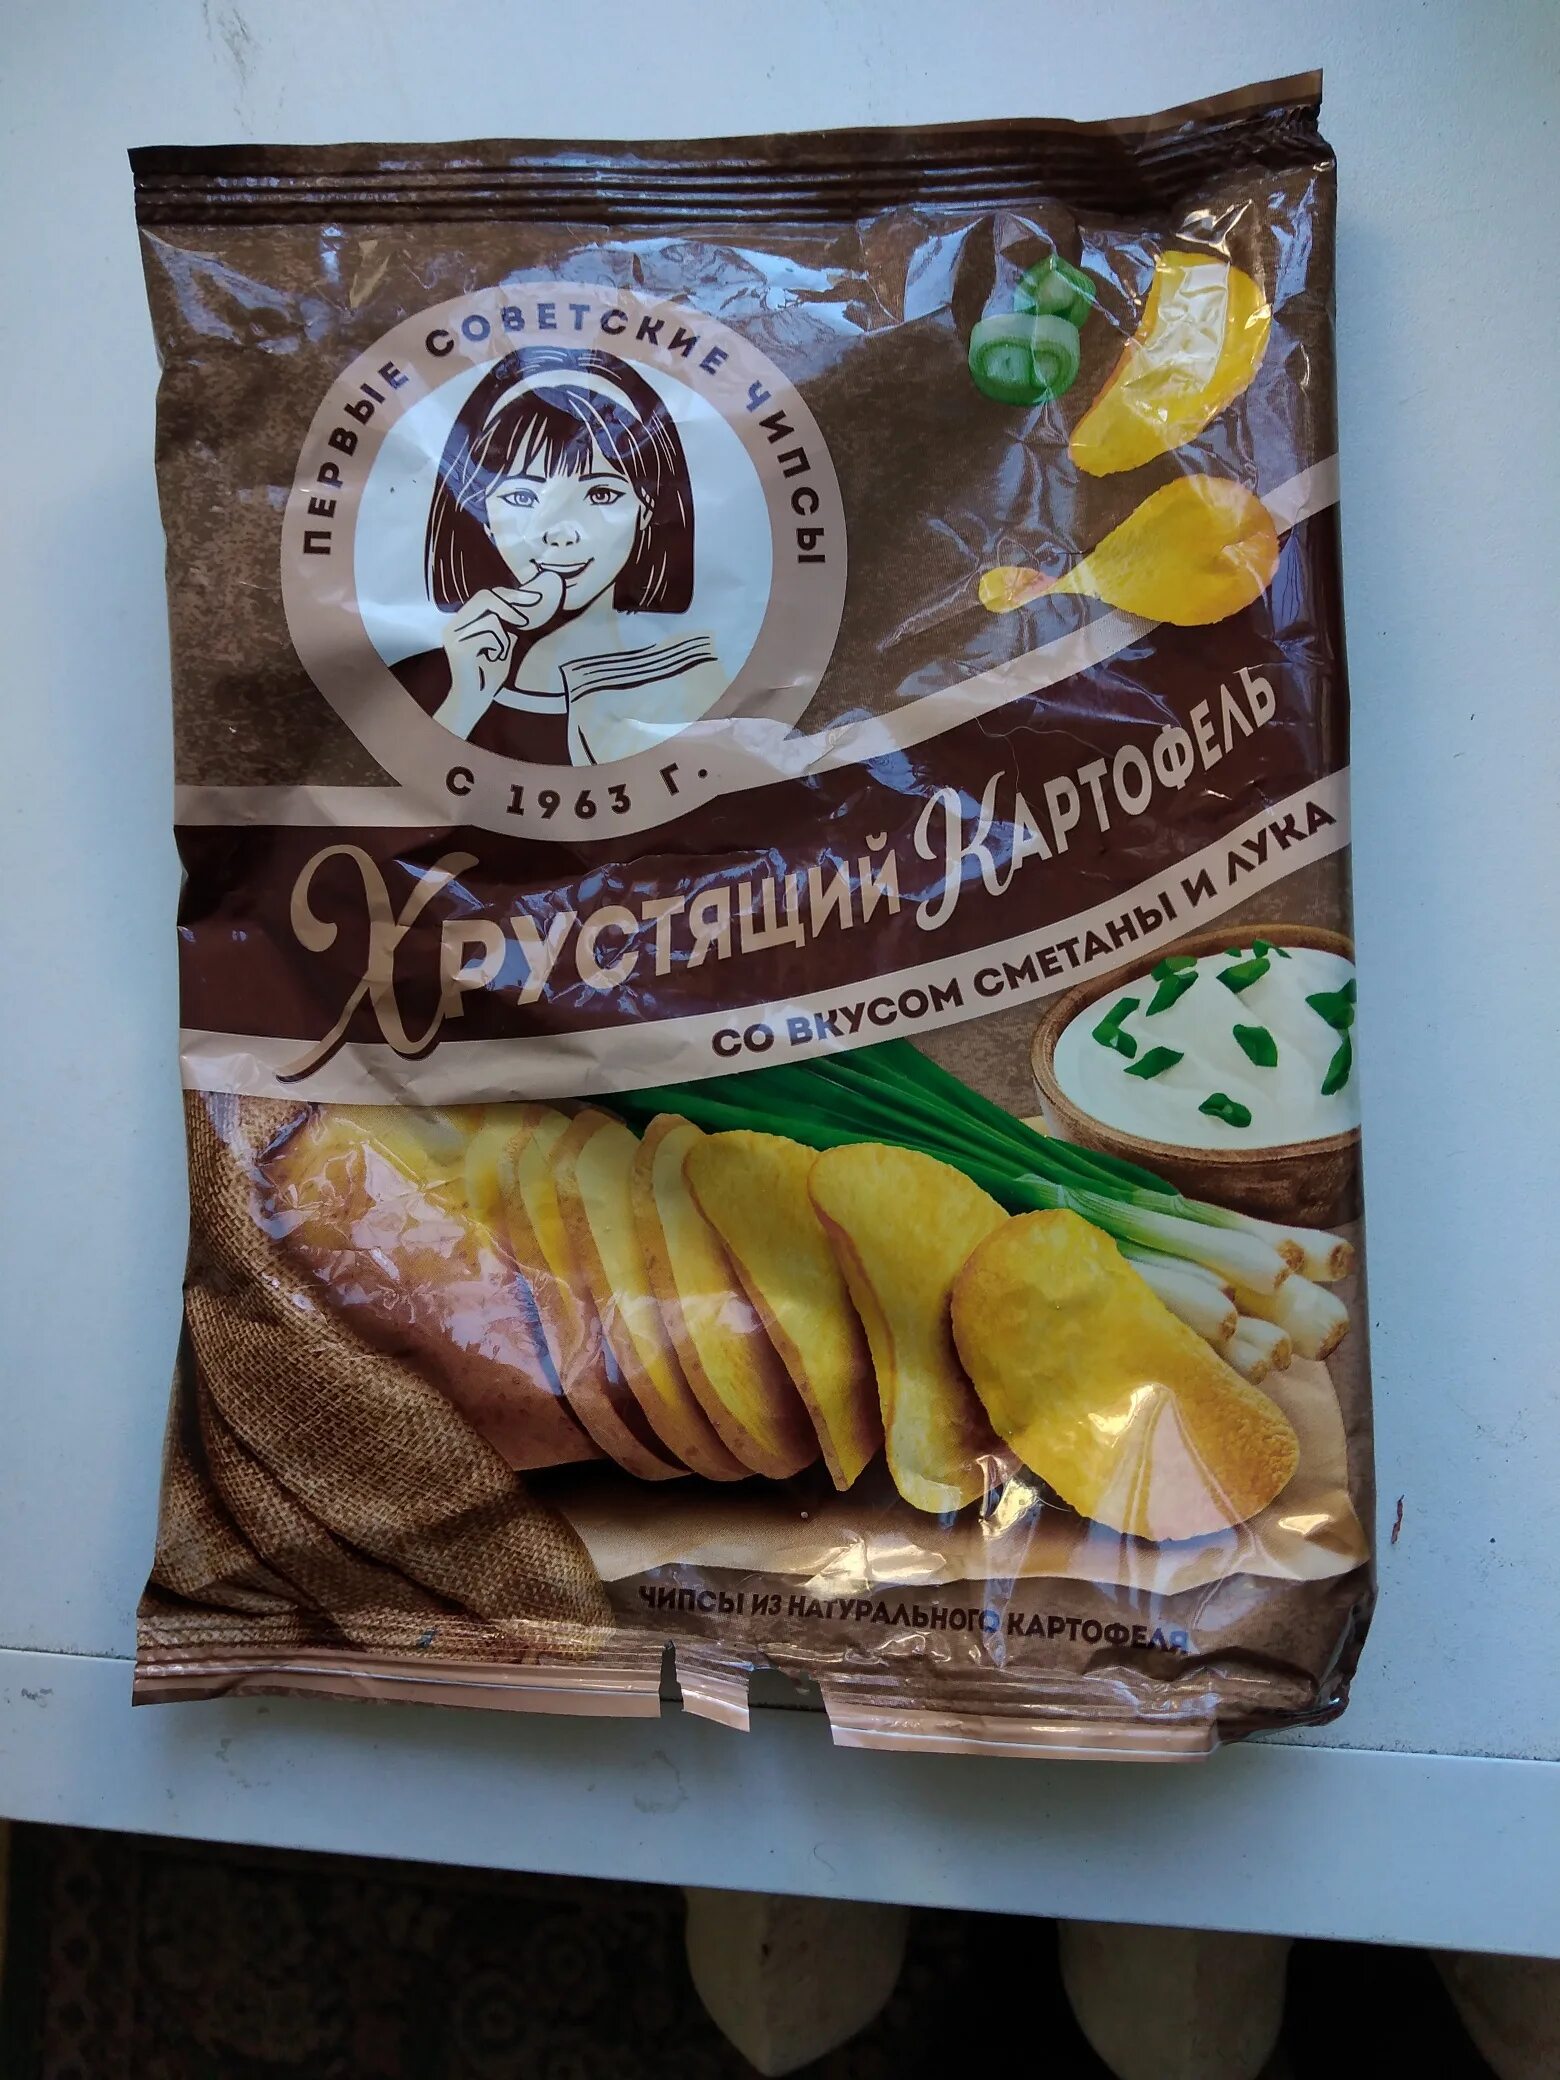 ПЕРВЫЕ СОВЕТСКИЕ ЧИПСЫ
С 1963 Г.
ХРУСТЯЩИЙ КАРТОФЕЛЬ
СО ВКУСОМ СМЕТАНЫ И ЛУКА
ЧИПСЫ ИЗ НАТУРАЛЬНОГО КАРТОФЕЛЯ